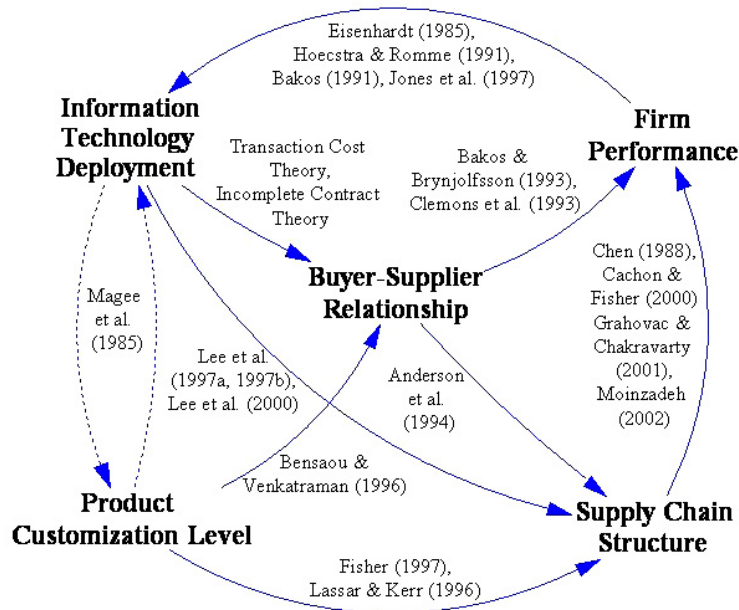 Eisenhardt (1985),
Hoecstra & Romme (1991),
Bakos (1991), Jones et al. (1997)
Information
Technology
Deployment
Firm
Performance
Transaction Cost
Theory,
Incomplete Contract
Theory
Bakos &
Brynjolfsson (1993),
Clemons et al. (1993)
Buyer-Supplier
Relationship
Chen (1988),
Cachon &
Fisher (2000)
Grahovac &
Chakravarty
(2001),
Moinzadeh
(2002)
Magee
et al.
(1985)
Lee et al.
(1997a, 1997b),
Lee et al. (2000)
Anderson
et al.
(1994)
Bensaou &
Venkatraman (1996)
Product
Customization Level
Supply Chain
Structure
Fisher (1997),
Lassar & Kerr (1996)